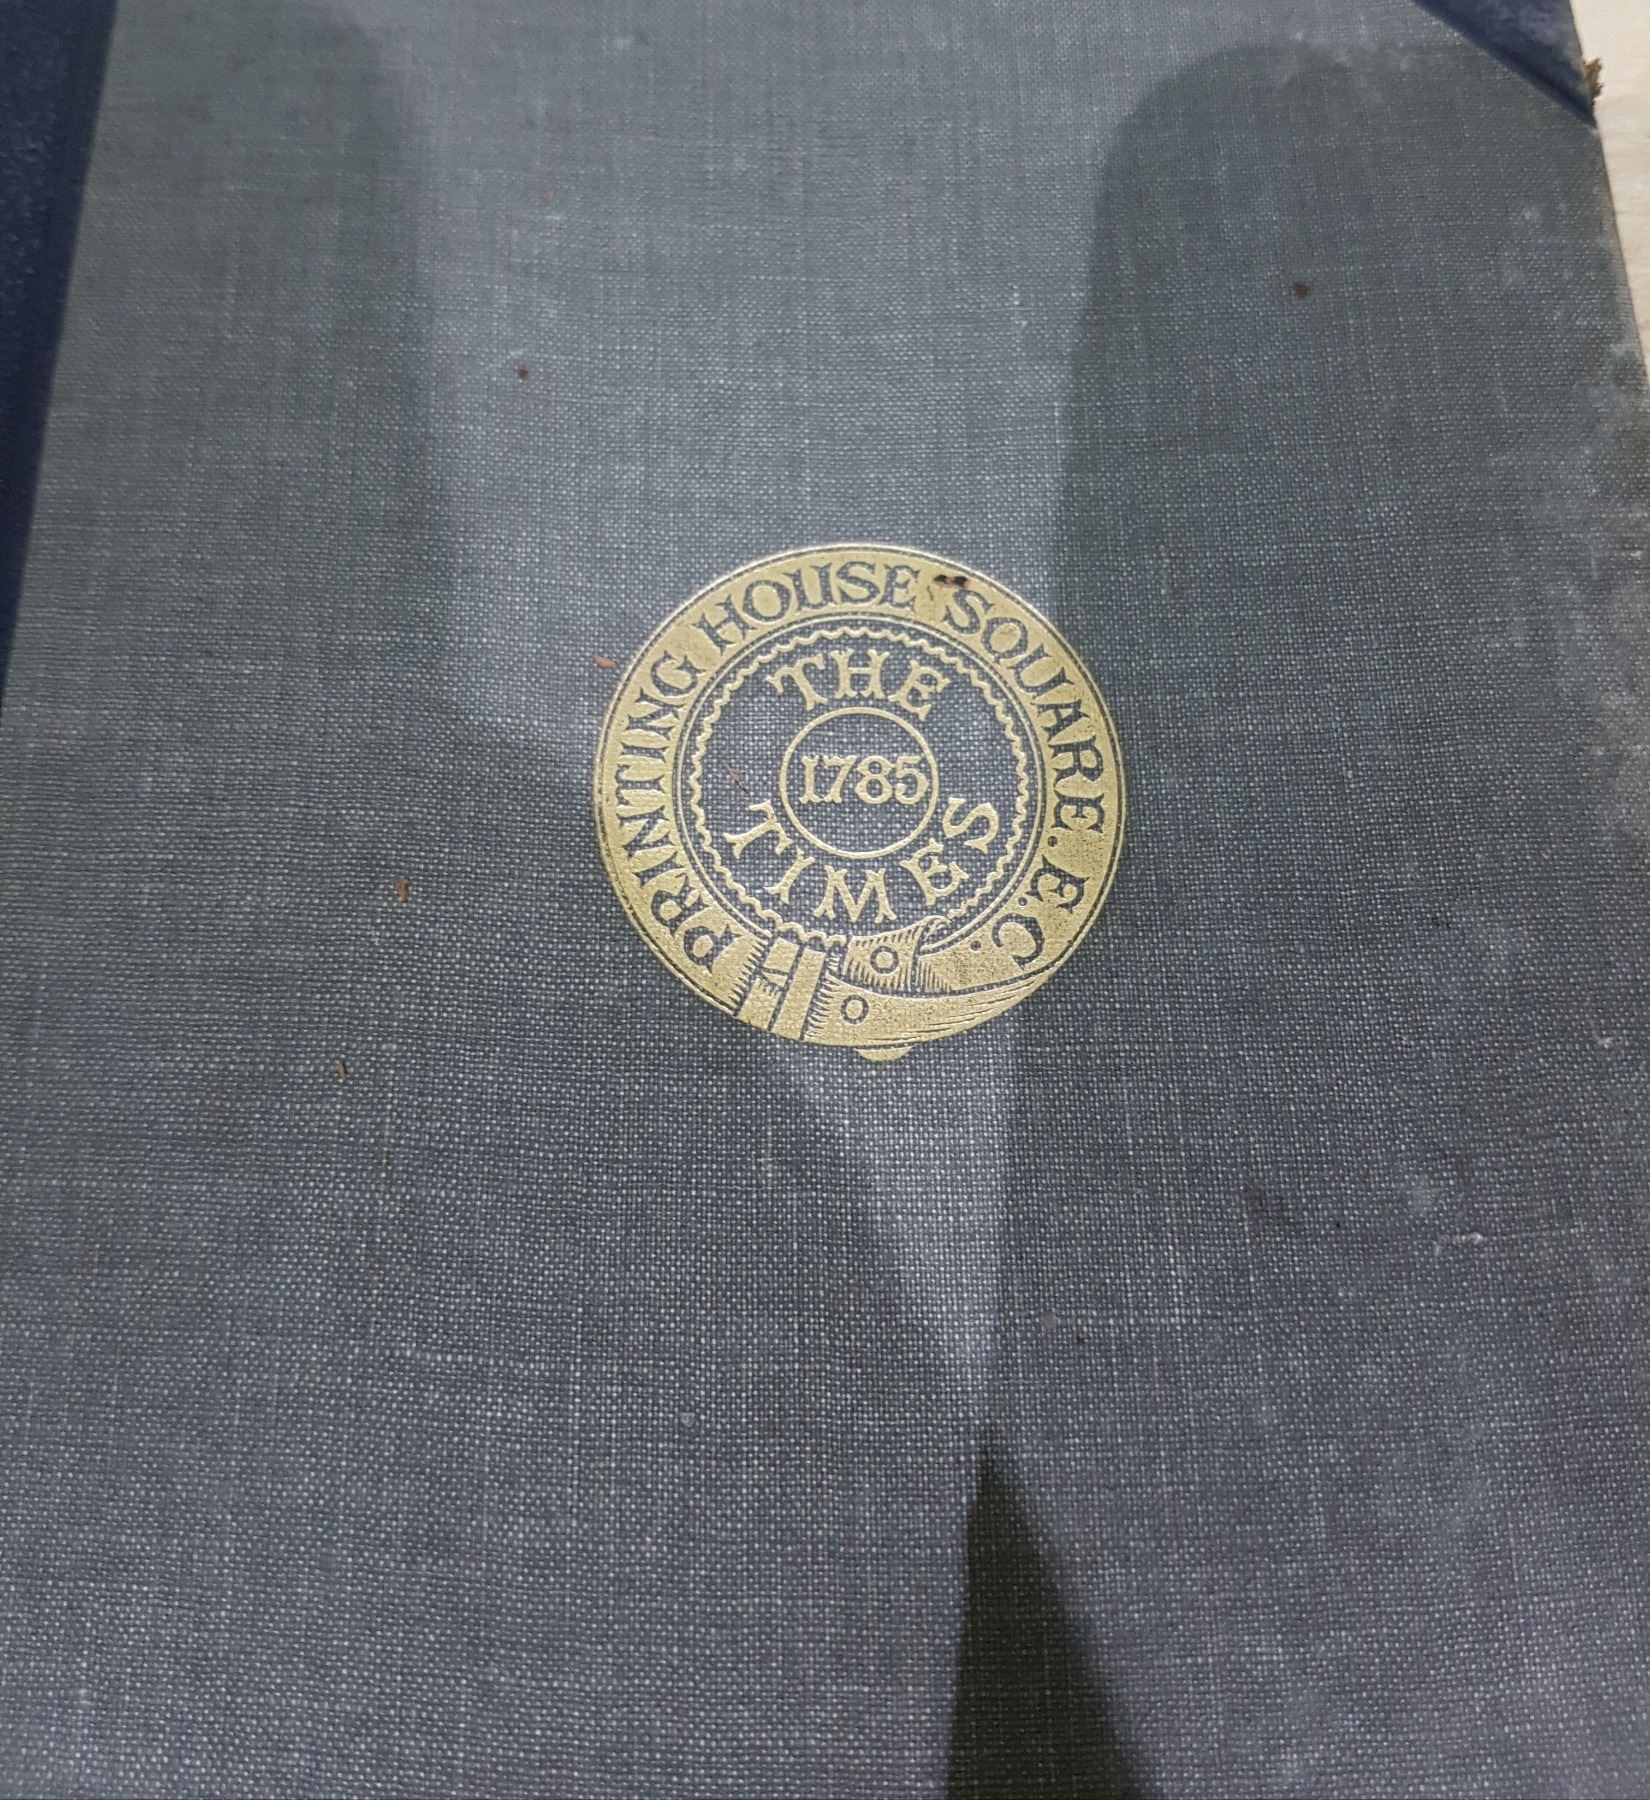 PRINTING HOUSE SQUARE. E.C.
THE
1785
TIMES